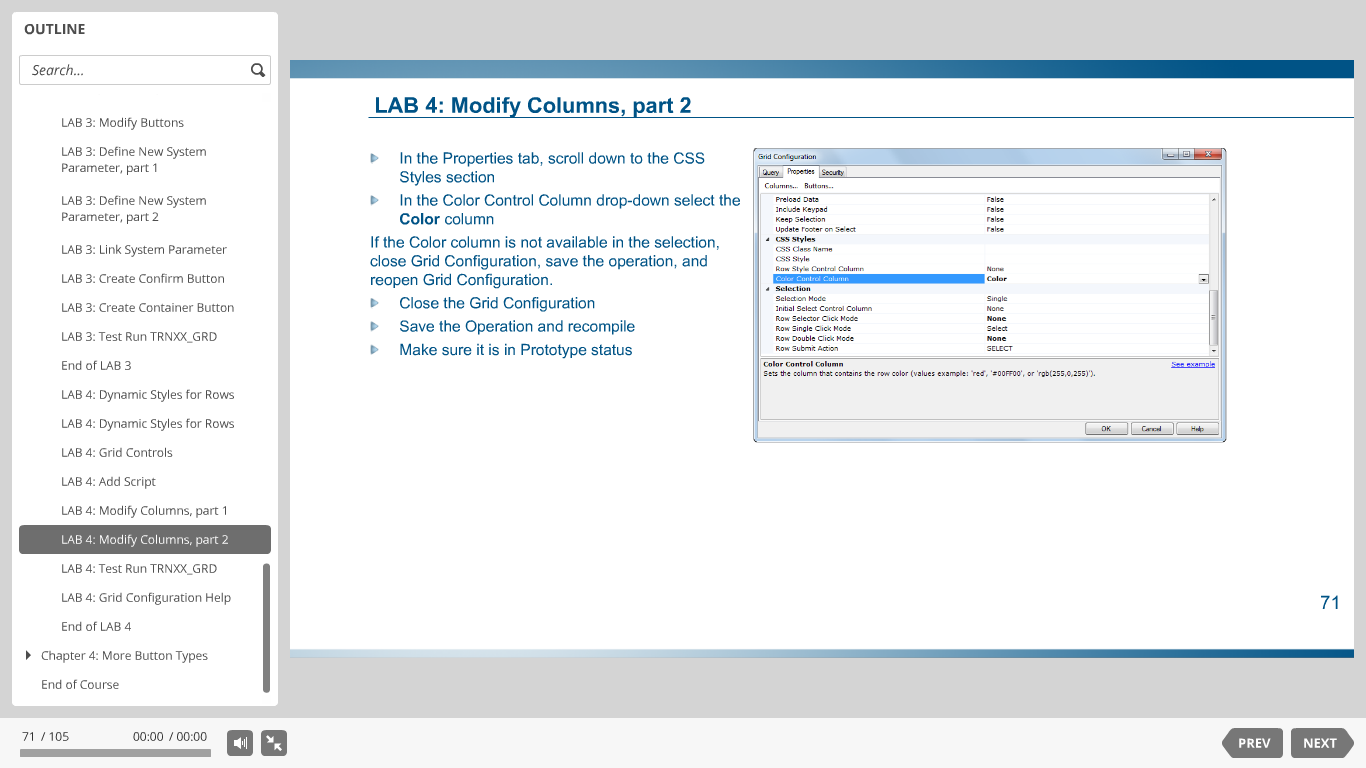 OUTLINE
Search...
LAB 3: Modify Buttons
LAB 3: Define New System
Parameter, part 1
LAB 3: Define New System
Parameter, part 2
LAB 3: Link System Parameter
LAB 3: Create Confirm Button
LAB 3: Create Container Button
LAB 3: Test Run TRNXX_GRD
End of LAB 3
LAB 4: Dynamic Styles for Rows
LAB 4: Dynamic Styles for Rows
LAB 4: Grid Controls
LAB 4: Add Script
LAB 4: Modify Columns, part 1
LAB 4: Modify Columns, part 2
LAB 4: Test Run TRNXX_GRD
LAB 4: Grid Configuration Help
End of LAB 4
Chapter 4: More Button Types
End of Course
LAB 4: Modify Columns, part 2
In the Properties tab, scroll down to the CSS
Styles section
In the Color Control Column drop-down select the
Color column
If the Color column is not available in the selection,
close Grid Configuration, save the operation, and
reopen Grid Configuration.
Close the Grid Configuration
Save the Operation and recompile
Make sure it is in Prototype status
Grid Configuration
Query Properties Security
Columns... Buttons...
Preload Data False
Include Keypad False
Keep Selection False
Update Footer on Select False
CSS Styles
CSS Class Name
CSS Style
Row Style Control Column None
Color Control Column Color
Selection
Selection Mode Single
Initial Select Control Column None
Row Selector Click Mode None
Row Single Click Mode Select
Row Double Click Mode None
Row Submit Action SELECT
Color Control Column See example
Sets the column that contains the row color (values example: 'red', '#00FF00', or 'rgb(255,0,255)').
OK Cancel Help
71
71 / 105 00:00 / 00:00
PREV NEXT